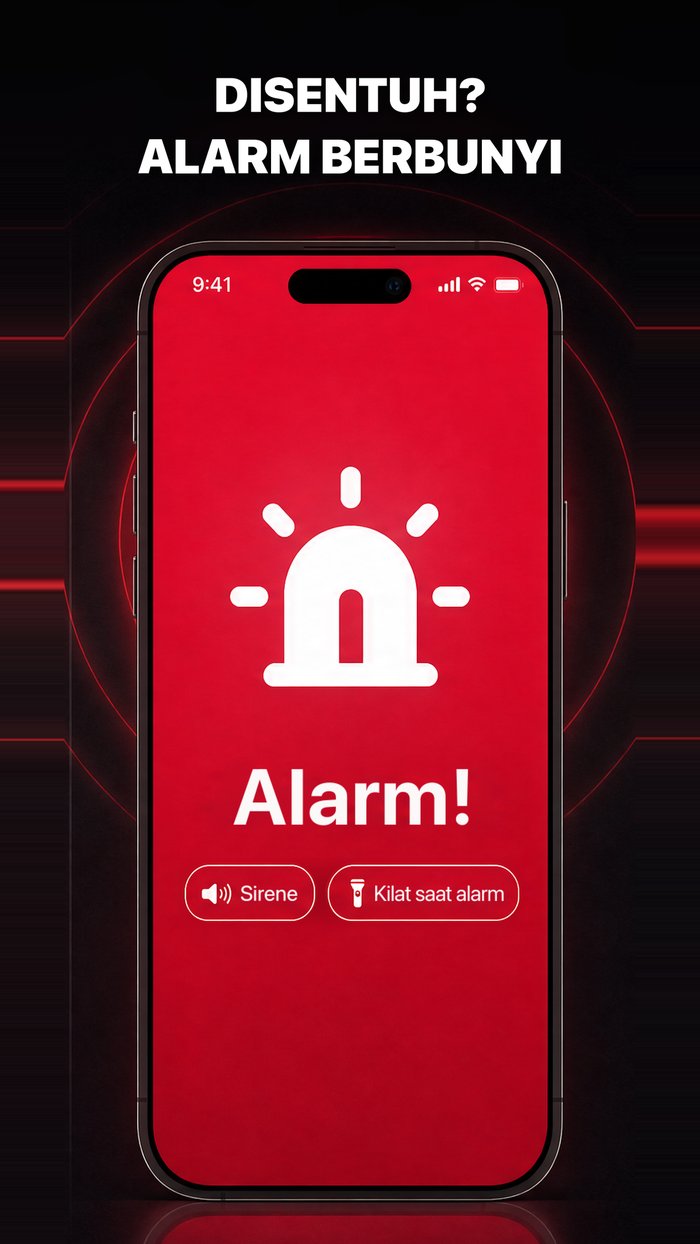 DISENTUH?
ALARM BERBUNYI
9:41
Alarm!
Sirene
Kilat saat alarm